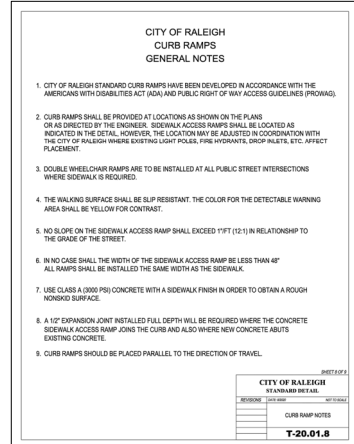 CITY OF RALEIGH
CURB RAMPS
GENERAL NOTES
1. CITY OF RALEIGH STANDARD CURB RAMPS HAVE BEEN DEVELOPED IN ACCORDANCE WITH THE
AMERICANS WITH DISABILITIES ACT (ADA) AND PUBLIC RIGHT OF WAY ACCESS GUIDELINES (PROWAG).
2. CURB RAMPS SHALL BE PROVIDED AT LOCATIONS AS SHOWN ON THE PLANS
OR AS DIRECTED BY THE ENGINEER. SIDEWALK ACCESS RAMPS SHALL BE LOCATED AS
INDICATED IN THE DETAIL, HOWEVER, THE LOCATION MAY BE ADJUSTED IN COORDINATION WITH
THE CITY OF RALEIGH WHERE EXISTING LIGHT POLES, FIRE HYDRANTS, DROP INLETS, ETC. AFFECT
PLACEMENT.
3. DOUBLE WHEELCHAIR RAMPS ARE TO BE INSTALLED AT ALL PUBLIC STREET INTERSECTIONS
WHERE SIDEWALK IS REQUIRED.
4. THE WALKING SURFACE SHALL BE SLIP RESISTANT. THE COLOR FOR THE DETECTABLE WARNING
AREA SHALL BE YELLOW FOR CONTRAST.
5. NO SLOPE ON THE SIDEWALK ACCESS RAMP SHALL EXCEED 1"/FT (12:1) IN RELATIONSHIP TO
THE GRADE OF THE STREET.
6. IN NO CASE SHALL THE WIDTH OF THE SIDEWALK ACCESS RAMP BE LESS THAN 48"
ALL RAMPS SHALL BE INSTALLED THE SAME WIDTH AS THE SIDEWALK.
7. USE CLASS A (3000 PSI) CONCRETE WITH A SIDEWALK FINISH IN ORDER TO OBTAIN A ROUGH
NONSKID SURFACE.
8. A 1/2" EXPANSION JOINT INSTALLED FULL DEPTH WILL BE REQUIRED WHERE THE CONCRETE
SIDEWALK ACCESS RAMP JOINS THE CURB AND ALSO WHERE NEW CONCRETE ABUTS
EXISTING CONCRETE.
9. CURB RAMPS SHOULD BE PLACED PARALLEL TO THE DIRECTION OF TRAVEL.
SHEET 8 OF 8
CITY OF RALEIGH
STANDARD DETAIL
REVISIONS NOT TO SCALE
CURB RAMP NOTES
T-20.01.8